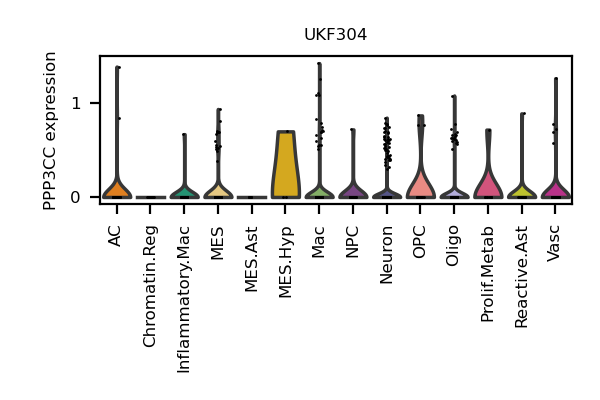 UKF304
PPP3CC expression
1
0
AC
Chromatin.Reg
Inflammatory.Mac
MES
MES.Ast
MES.Hyp
Mac
NPC
Neuron
OPC
Oligo
Prolif.Metab
Reactive.Ast
Vasc